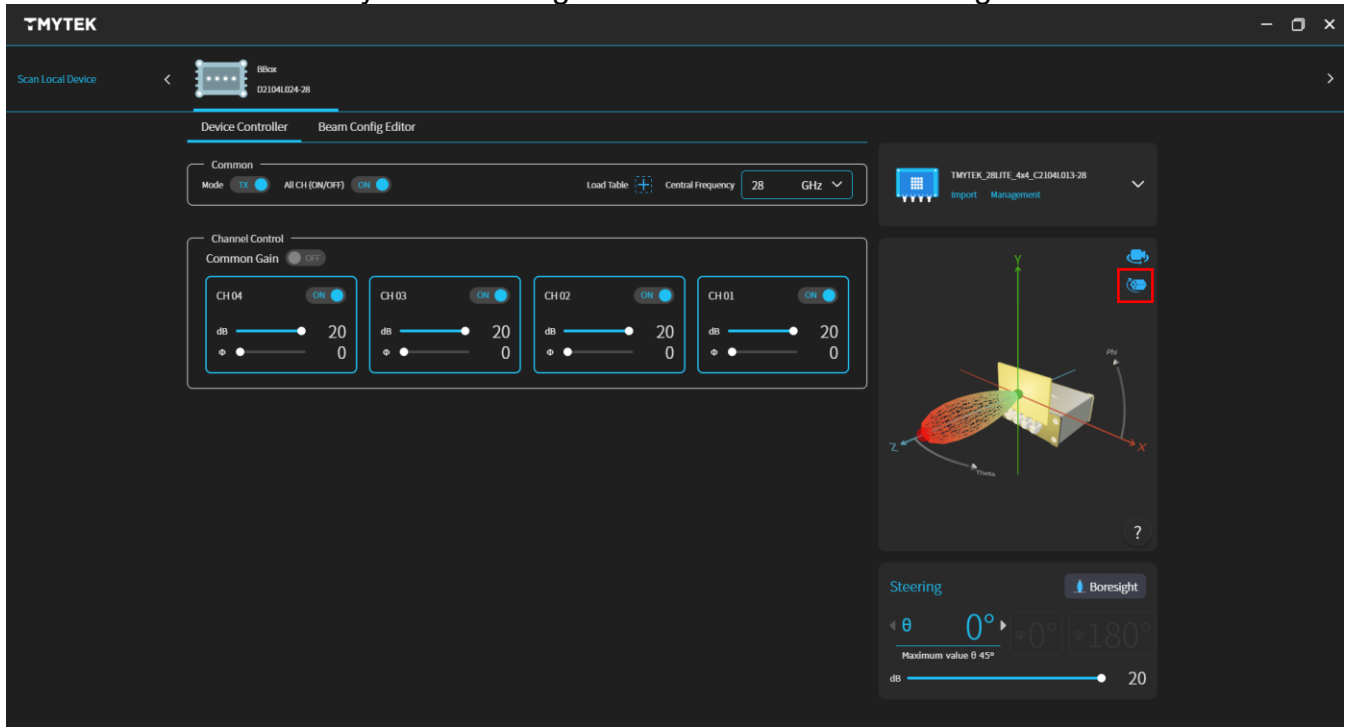 TMYTEK
Scan Local Device
BBox
D2104L024-28
Device Controller Beam Config Editor
Common
Mode TX All CH (ON/OFF) ON Load Table Central Frequency 28 GHz
TMYTEK_28LITE_4x4_C2104L013-28
Import Management
Channel Control
Common Gain OFF
CH 04 ON CH 03 ON CH 02 ON CH 01 ON
dB 20 dB 20 dB 20 dB 20
Φ 0 Φ 0 Φ 0 Φ 0
Y
Phi
Z X
Theta
?
Steering Boresight
θ 0° φ 0° φ 180°
Maximum value θ 45°
dB 20